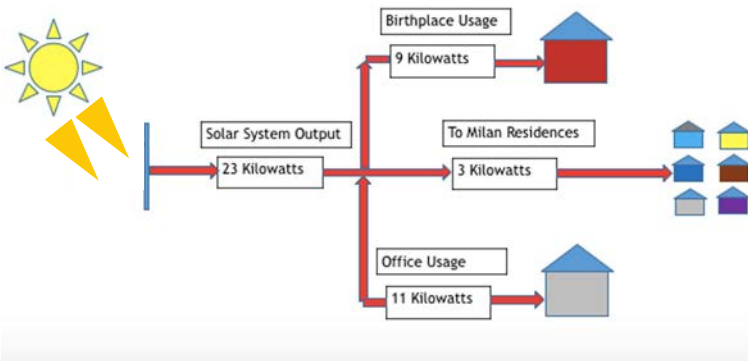 Birthplace Usage
9 Kilowatts
Solar System Output
23 Kilowatts
To Milan Residences
3 Kilowatts
Office Usage
11 Kilowatts